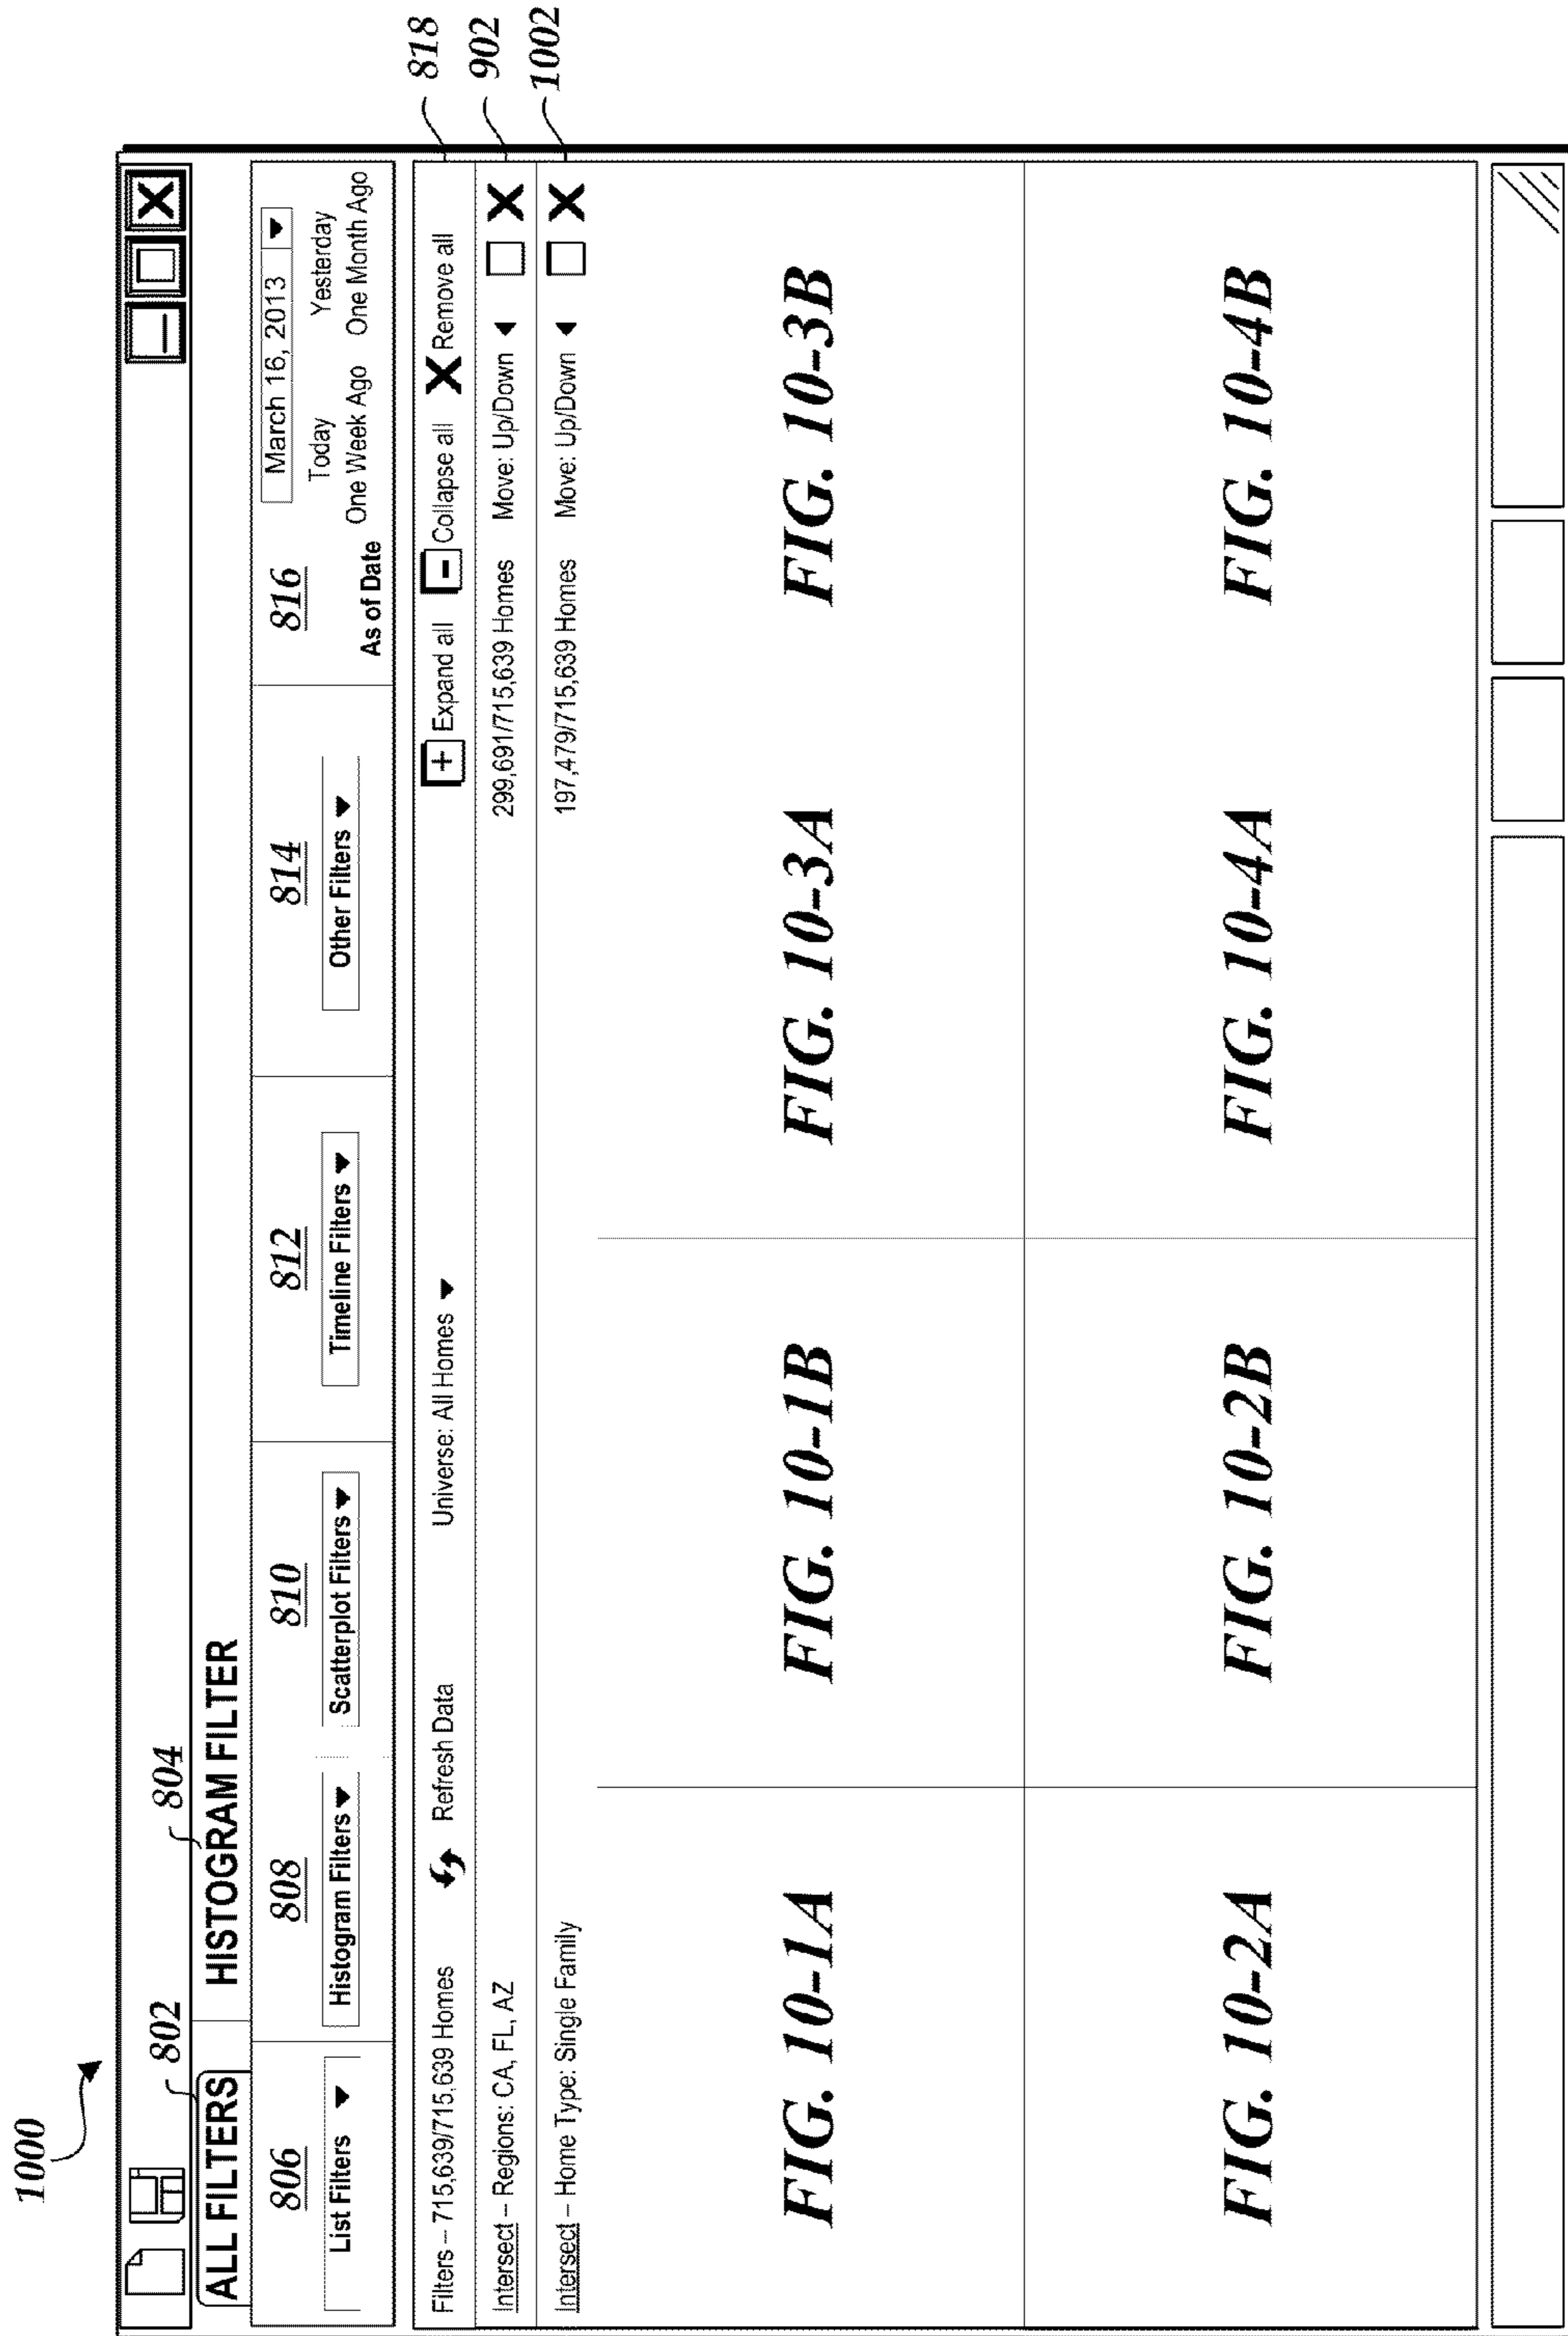 1000
802
804
ALL FILTERS
HISTOGRAM FILTER
806
808
810
812
814
816
March 16, 2013
List Filters
Histogram Filters
Scatterplot Filters
Timeline Filters
Other Filters
Today Yesterday
One Week Ago One Month Ago
As of Date
Filters – 715,639/715,639 Homes Refresh Data Universe: All Homes + Expand all - Collapse all X Remove all 818
Intersect – Regions: CA, FL, AZ 299,691/715,639 Homes Move: Up/Down X 902
Intersect – Home Type: Single Family 197,479/715,639 Homes Move: Up/Down X 1002
FIG. 10-1A FIG. 10-1B FIG. 10-3A FIG. 10-3B
FIG. 10-2A FIG. 10-2B FIG. 10-4A FIG. 10-4B